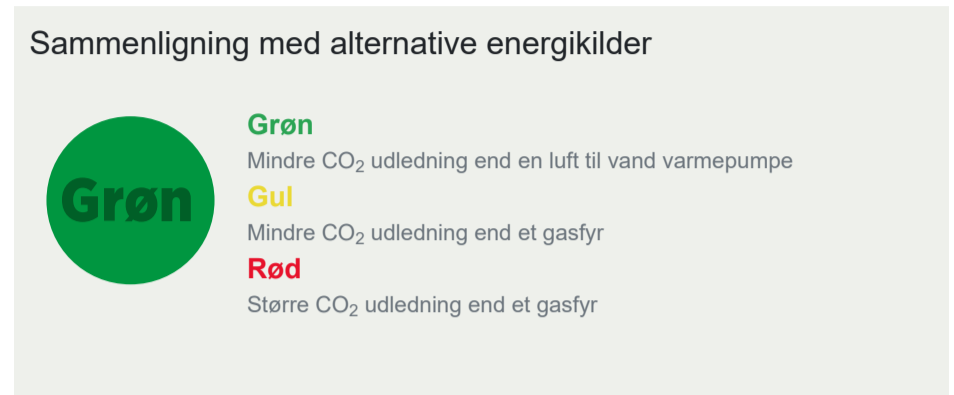 Sammenligning med alternative energikilder
Grøn
Grøn
Mindre CO₂ udledning end en luft til vand varmepumpe
Gul
Mindre CO₂ udledning end et gasfyr
Rød
Større CO₂ udledning end et gasfyr